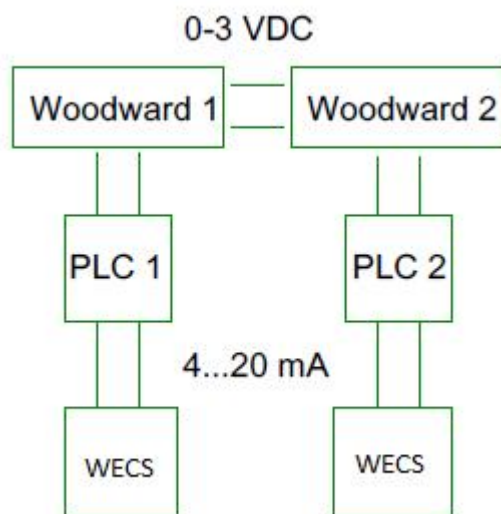 0-3 VDC
Woodward 1 Woodward 2
PLC 1 PLC 2
4...20 mA
WECS WECS